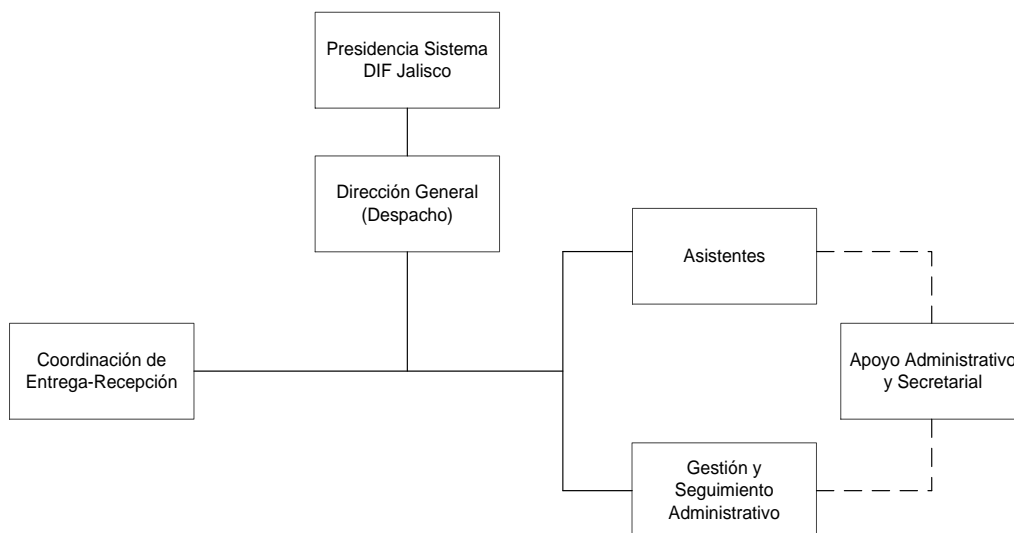 Presidencia Sistema
DIF Jalisco
Dirección General
(Despacho)
Asistentes
Coordinación de
Entrega-Recepción
Apoyo Administrativo
y Secretarial
Gestión y
Seguimiento
Administrativo